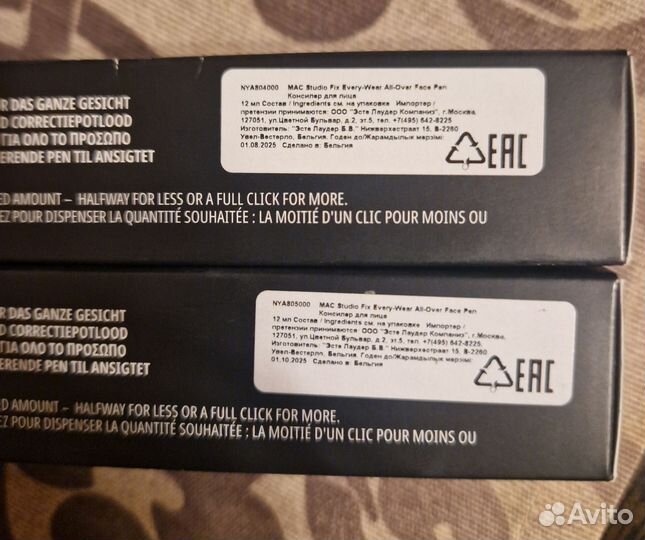 R DAS GANZE GESICHT
D CORRECTIEPOTLOOD
ΓΙΑ ΟΛΟ ΤΟ ΠΡΟΣΩΠΟ
ERENDE PEN TIL ANSIGTET
ED AMOUNT – HALFWAY FOR LESS OR A FULL CLICK FOR MORE.
EZ POUR DISPENSER LA QUANTITÉ SOUHAITÉE : LA MOITIÉ D'UN CLIC POUR MOINS OU
NYA804000 MAC Studio Fix Every-Wear All-Over Face Pen
Консилер для лица
12 мл Состав / Ingredients см. на упаковке Импортер /
претензии принимаются: ООО "Эсте Лаудер Компаниз", г.Москва,
127051, ул.Цветной Бульвар, д.2, эт.5, тел. +7(495) 642-8225
Изготовитель: "Эсте Лаудер Б.В." Нижверхестраат 15, B-2260
Увел-Вестерло, Бельгия. Годен до/Жарамдылык мерзімі:
01.08.2025 Сделано в: Бельгия
EAC
R DAS GANZE GESICHT
D CORRECTIEPOTLOOD
ΓΙΑ ΟΛΟ ΤΟ ΠΡΟΣΩΠΟ
ERENDE PEN TIL ANSIGTET
ED AMOUNT – HALFWAY FOR LESS OR A FULL CLICK FOR MORE.
EZ POUR DISPENSER LA QUANTITÉ SOUHAITÉE : LA MOITIÉ D'UN CLIC POUR MOINS OU
NYA805000 MAC Studio Fix Every-Wear All-Over Face Pen
Консилер для лица
12 мл Состав / Ingredients см. на упаковке Импортер /
претензии принимаются: ООО "Эсте Лаудер Компаниз", г.Москва,
127051, ул.Цветной Бульвар, д.2, эт.5, тел. +7(495) 642-8225,
Изготовитель: "Эсте Лаудер Б.В." Нижверхестраат 15, B-2260
Увел-Вестерло, Бельгия. Годен до/Жарамдылык мерзімі:
01.10.2025 Сделано в: Бельгия
EAC
Avito